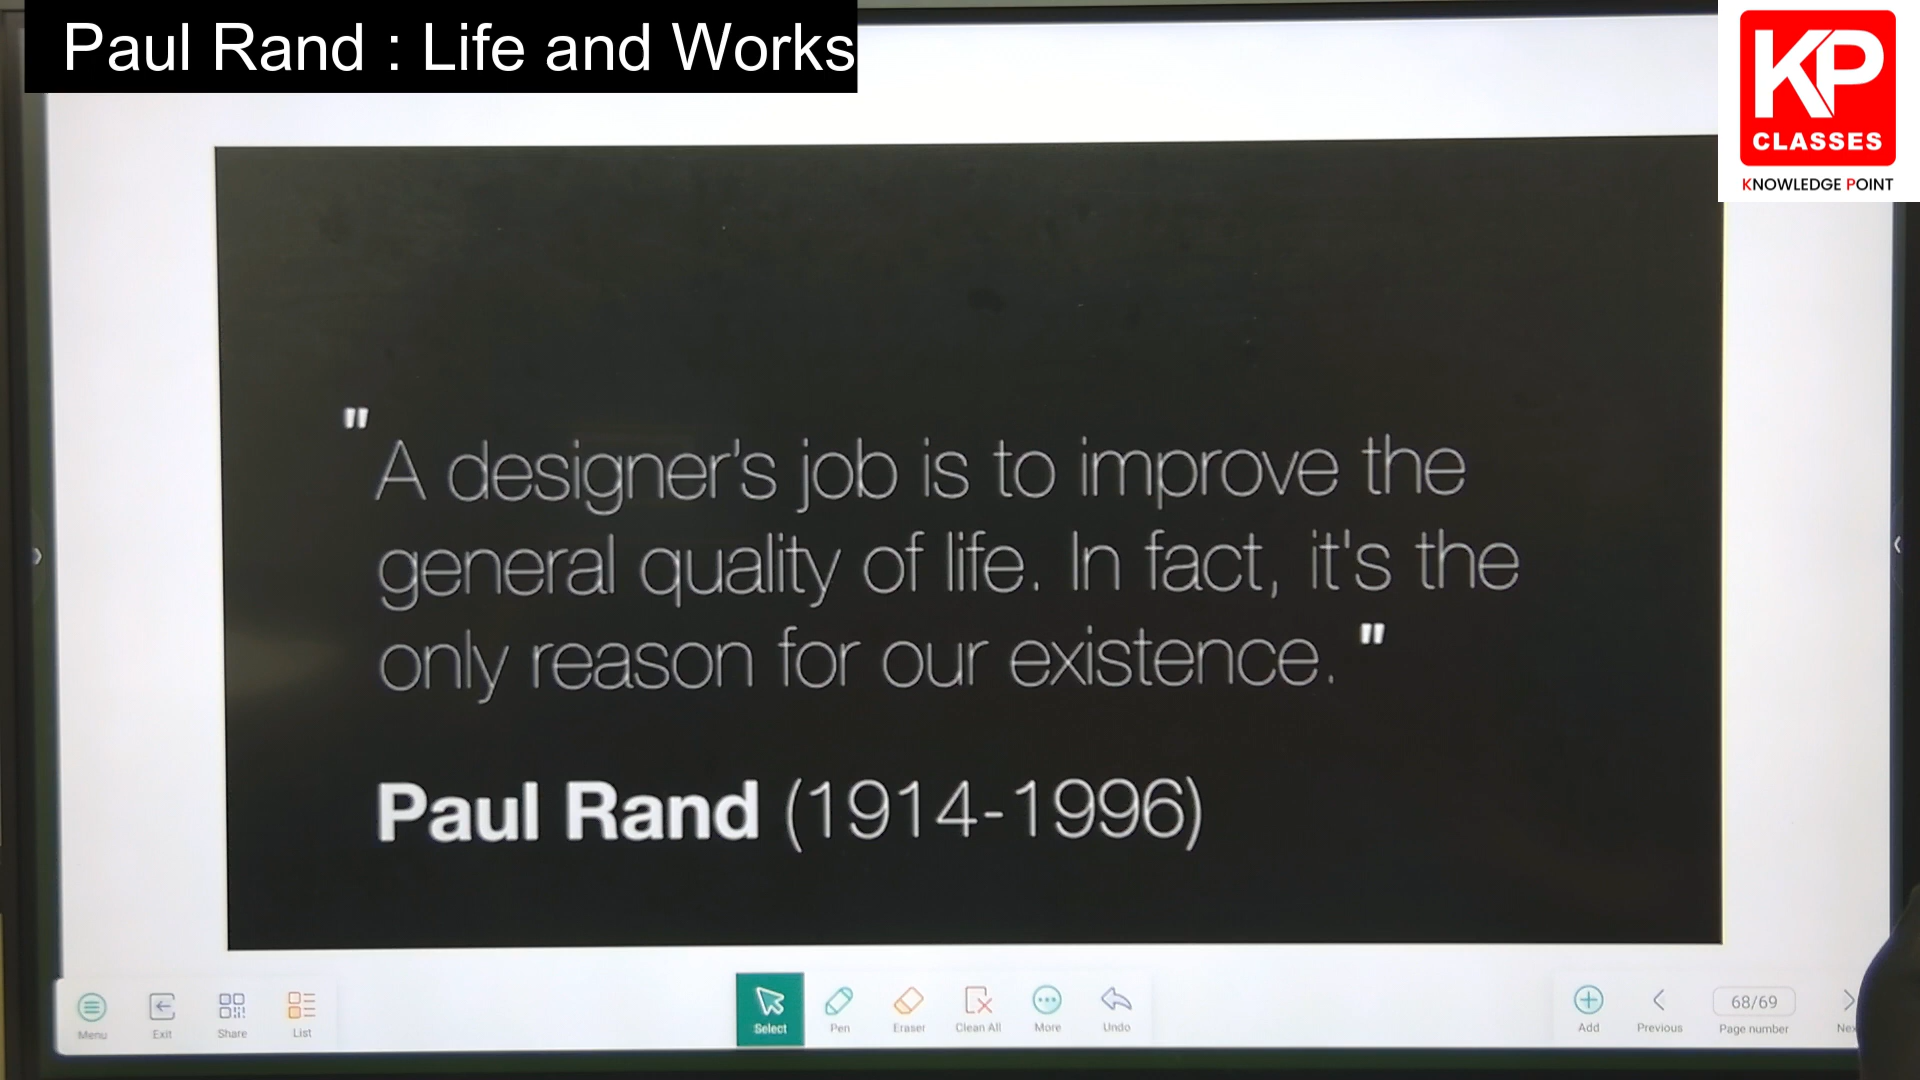 Paul Rand : Life and Works
KP
CLASSES
KNOWLEDGE POINT
"A designer's job is to improve the
general quality of life. In fact, it's the
only reason for our existence. "
Paul Rand (1914-1996)
Menu
Exit
Share
List
Select
Pen
Eraser
Clean All
More
Undo
Add
Previous
68/69
Page number